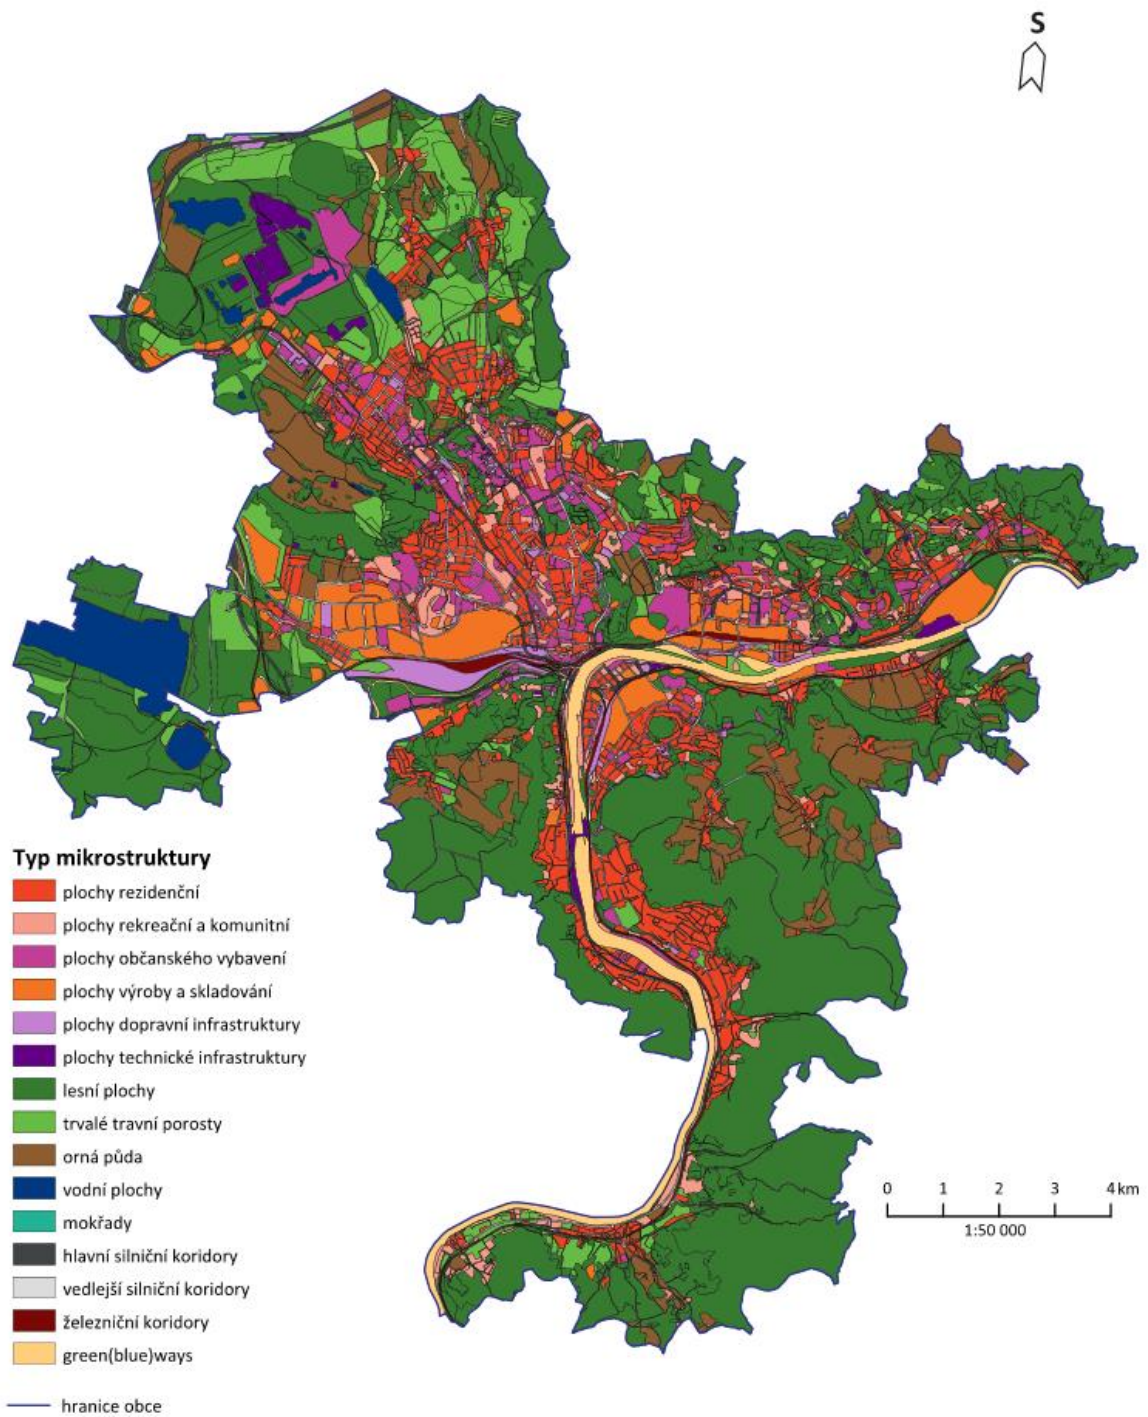 S
Typ mikrostruktury
plochy rezidenční
plochy rekreační a komunitní
plochy občanského vybavení
plochy výroby a skladování
plochy dopravní infrastruktury
plochy technické infrastruktury
lesní plochy
trvalé travní porosty
orná půda
vodní plochy
mokřady
hlavní silniční koridory
vedlejší silniční koridory
železniční koridory
green(blue)ways
hranice obce
0 1 2 3 4 km
1:50 000